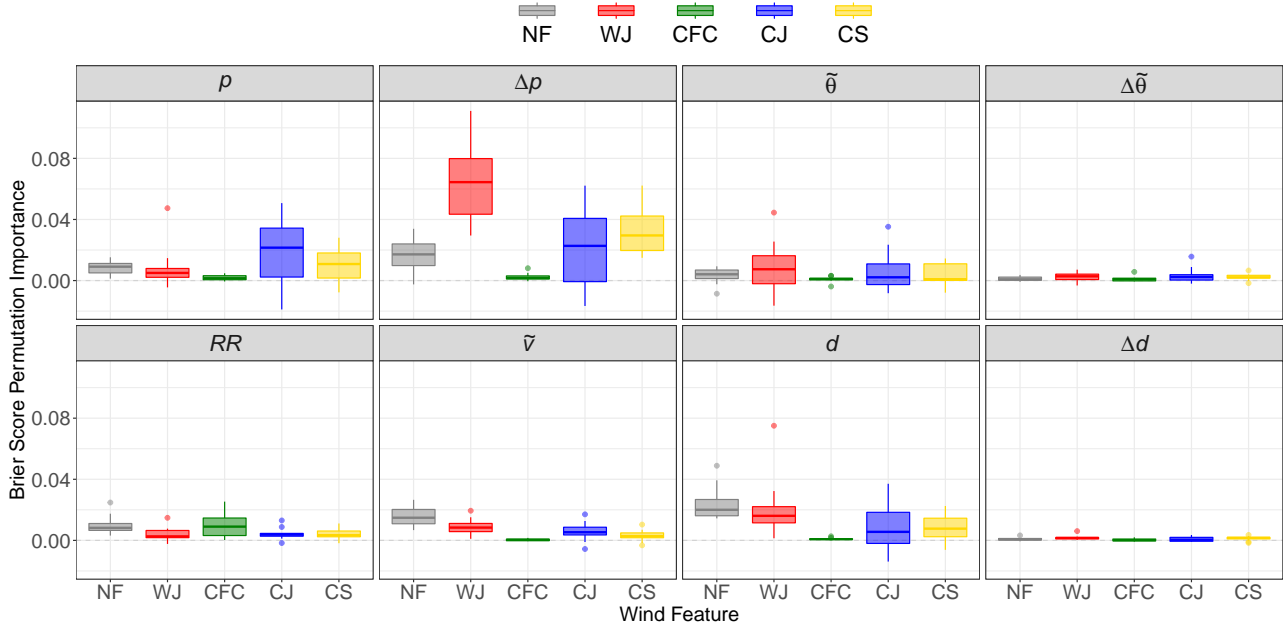 NF WJ CFC CJ CS
p Δp θ̃ Δθ̃
0.08
0.04
0.00
RR ṽ d Δd
0.08
0.04
0.00
NF WJ CFC CJ CS NF WJ CFC CJ CS NF WJ CFC CJ CS NF WJ CFC CJ CS
Wind Feature
Brier Score Permutation Importance